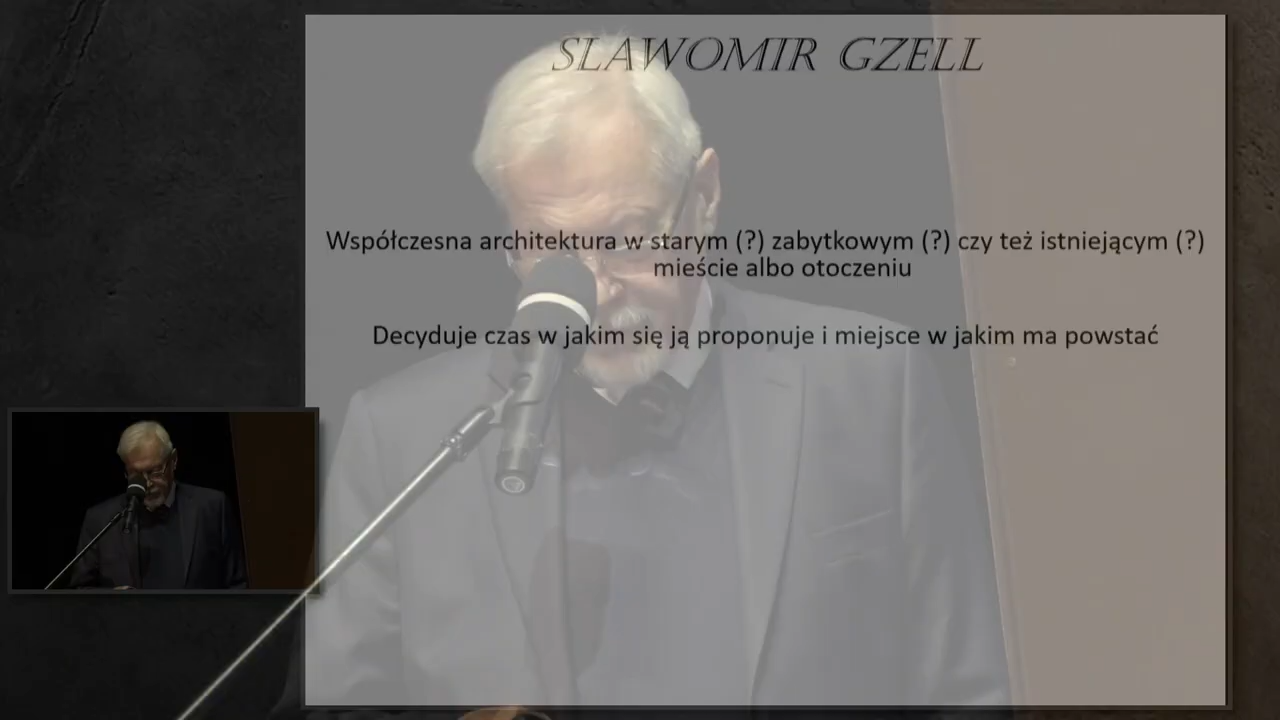 SLAWOMIR GZELL
Współczesna architektura w starym (?) zabytkowym (?) czy też istniejącym (?)
mieście albo otoczeniu
Decyduje czas w jakim się ją proponuje i miejsce w jakim ma powstać